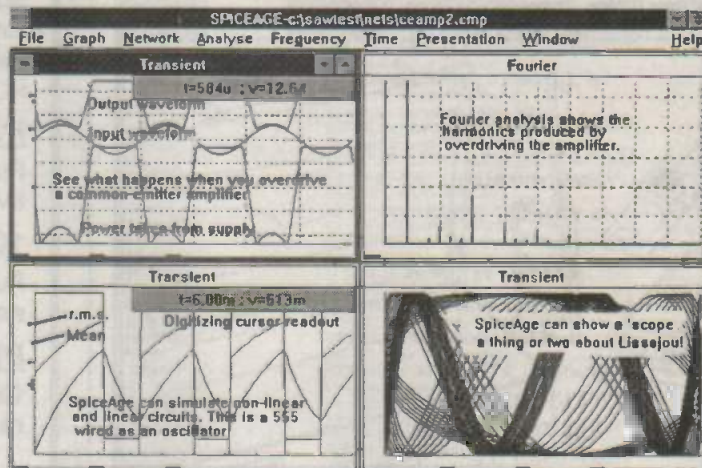 SPICEAGE-c:\sawtest\nets\ceamp2.cmp
File Graph Network Analyse Frequency Time Presentation Window Help
Transient
t=584u ; v=12.64
Output waveform
Input waveform
See what happens when you overdrive
a common-emitter amplifier
Power taken from supply
Fourier
Fourier analysis shows the
harmonics produced by
overdriving the amplifier.
Transient
t=6.00m ; v=613m
r.m.s.
Mean
Digitizing cursor readout
SpiceAge can simulate non-linear
and linear circuits. This is a 555
wired as an oscillator
Transient
SpiceAge can show a 'scope
a thing or two about Lissajou!